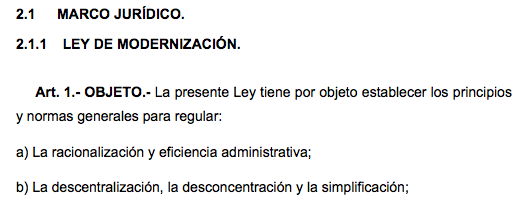 2.1 MARCO JURÍDICO.
2.1.1 LEY DE MODERNIZACIÓN.
Art. 1.- OBJETO.- La presente Ley tiene por objeto establecer los principios
y normas generales para regular:
a) La racionalización y eficiencia administrativa;
b) La descentralización, la desconcentración y la simplificación;